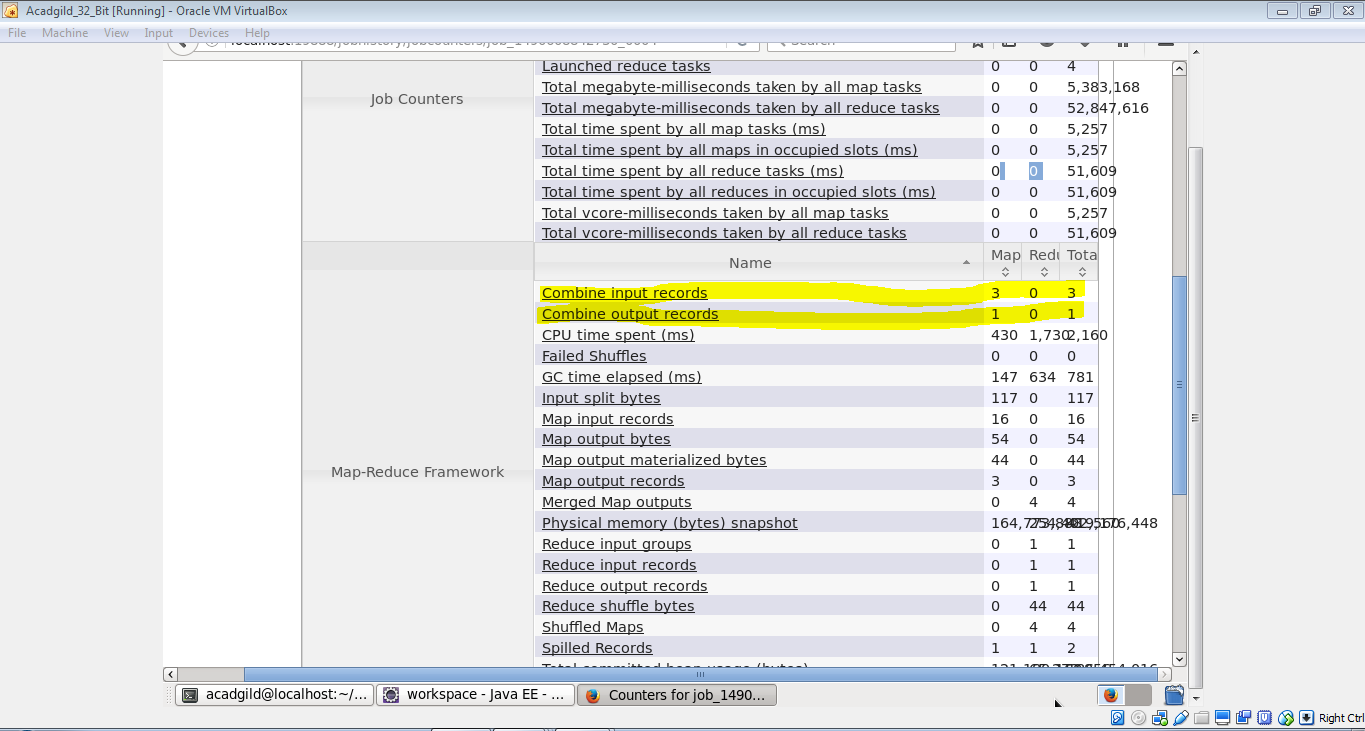 Acadgild_32_Bit [Running] - Oracle VM VirtualBox
File Machine View Input Devices Help
Search
Launched reduce tasks 0 0 4
Total megabyte-milliseconds taken by all map tasks 0 0 5,383,168
Job Counters
Total megabyte-milliseconds taken by all reduce tasks 0 0 52,847,616
Total time spent by all map tasks (ms) 0 0 5,257
Total time spent by all maps in occupied slots (ms) 0 0 5,257
Total time spent by all reduce tasks (ms) 0 0 51,609
Total time spent by all reduces in occupied slots (ms) 0 0 51,609
Total vcore-milliseconds taken by all map tasks 0 0 5,257
Total vcore-milliseconds taken by all reduce tasks 0 0 51,609
Name Map Redu Tota
Combine input records 3 0 3
Combine output records 1 0 1
CPU time spent (ms) 430 1,730 2,160
Failed Shuffles 0 0 0
GC time elapsed (ms) 147 634 781
Input split bytes 117 0 117
Map input records 16 0 16
Map output bytes 54 0 54
Map output materialized bytes 44 0 44
Map-Reduce Framework
Map output records 3 0 3
Merged Map outputs 0 4 4
Physical memory (bytes) snapshot
Reduce input groups 0 1 1
Reduce input records 0 1 1
Reduce output records 0 1 1
Reduce shuffle bytes 0 44 44
Shuffled Maps 0 4 4
Spilled Records 1 1 2
Total committed heap usage (bytes)
acadgild@localhost:~/... workspace - Java EE - ... Counters for job_1490...
Right Ctrl